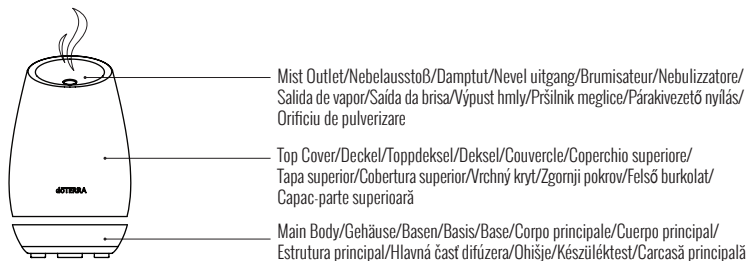 Mist Outlet/Nebelausstoß/Damptut/Nevel uitgang/Brumisateur/Nebulizzatore/
Salida de vapor/Saída da brisa/Výpust hmly/Pršilnik meglice/Párakivezető nyílás/
Orificiu de pulverizare
Top Cover/Deckel/Toppdeksel/Deksel/Couvercle/Coperchio superiore/
Tapa superior/Cobertura superior/Vrchný kryt/Zgornji pokrov/Felső burkolat/
Capac-parte superioară
dōTERRA
Main Body/Gehäuse/Basen/Basis/Base/Corpo principale/Cuerpo principal/
Estrutura principal/Hlavná časť difúzera/Ohišje/Készüléktest/Carcasă principală